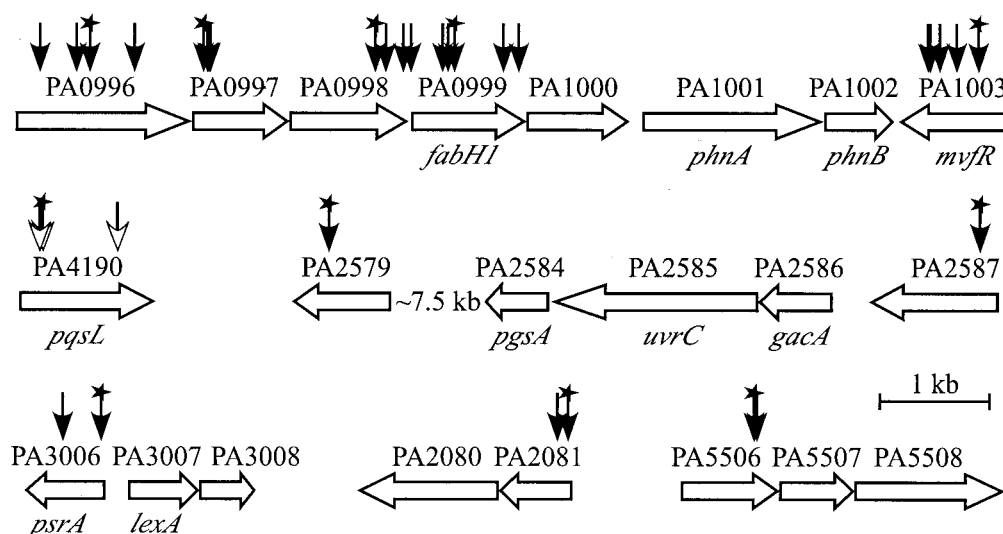 PA0996 PA0997 PA0998 PA0999 PA1000 PA1001 PA1002 PA1003
fabH1 phnA phnB mvfR
PA4190 PA2579 PA2584 PA2585 PA2586 PA2587
~7.5 kb
pqsL pgsA uvrC gacA
1 kb
PA3006 PA3007 PA3008 PA2080 PA2081 PA5506 PA5507 PA5508
psrA lexA